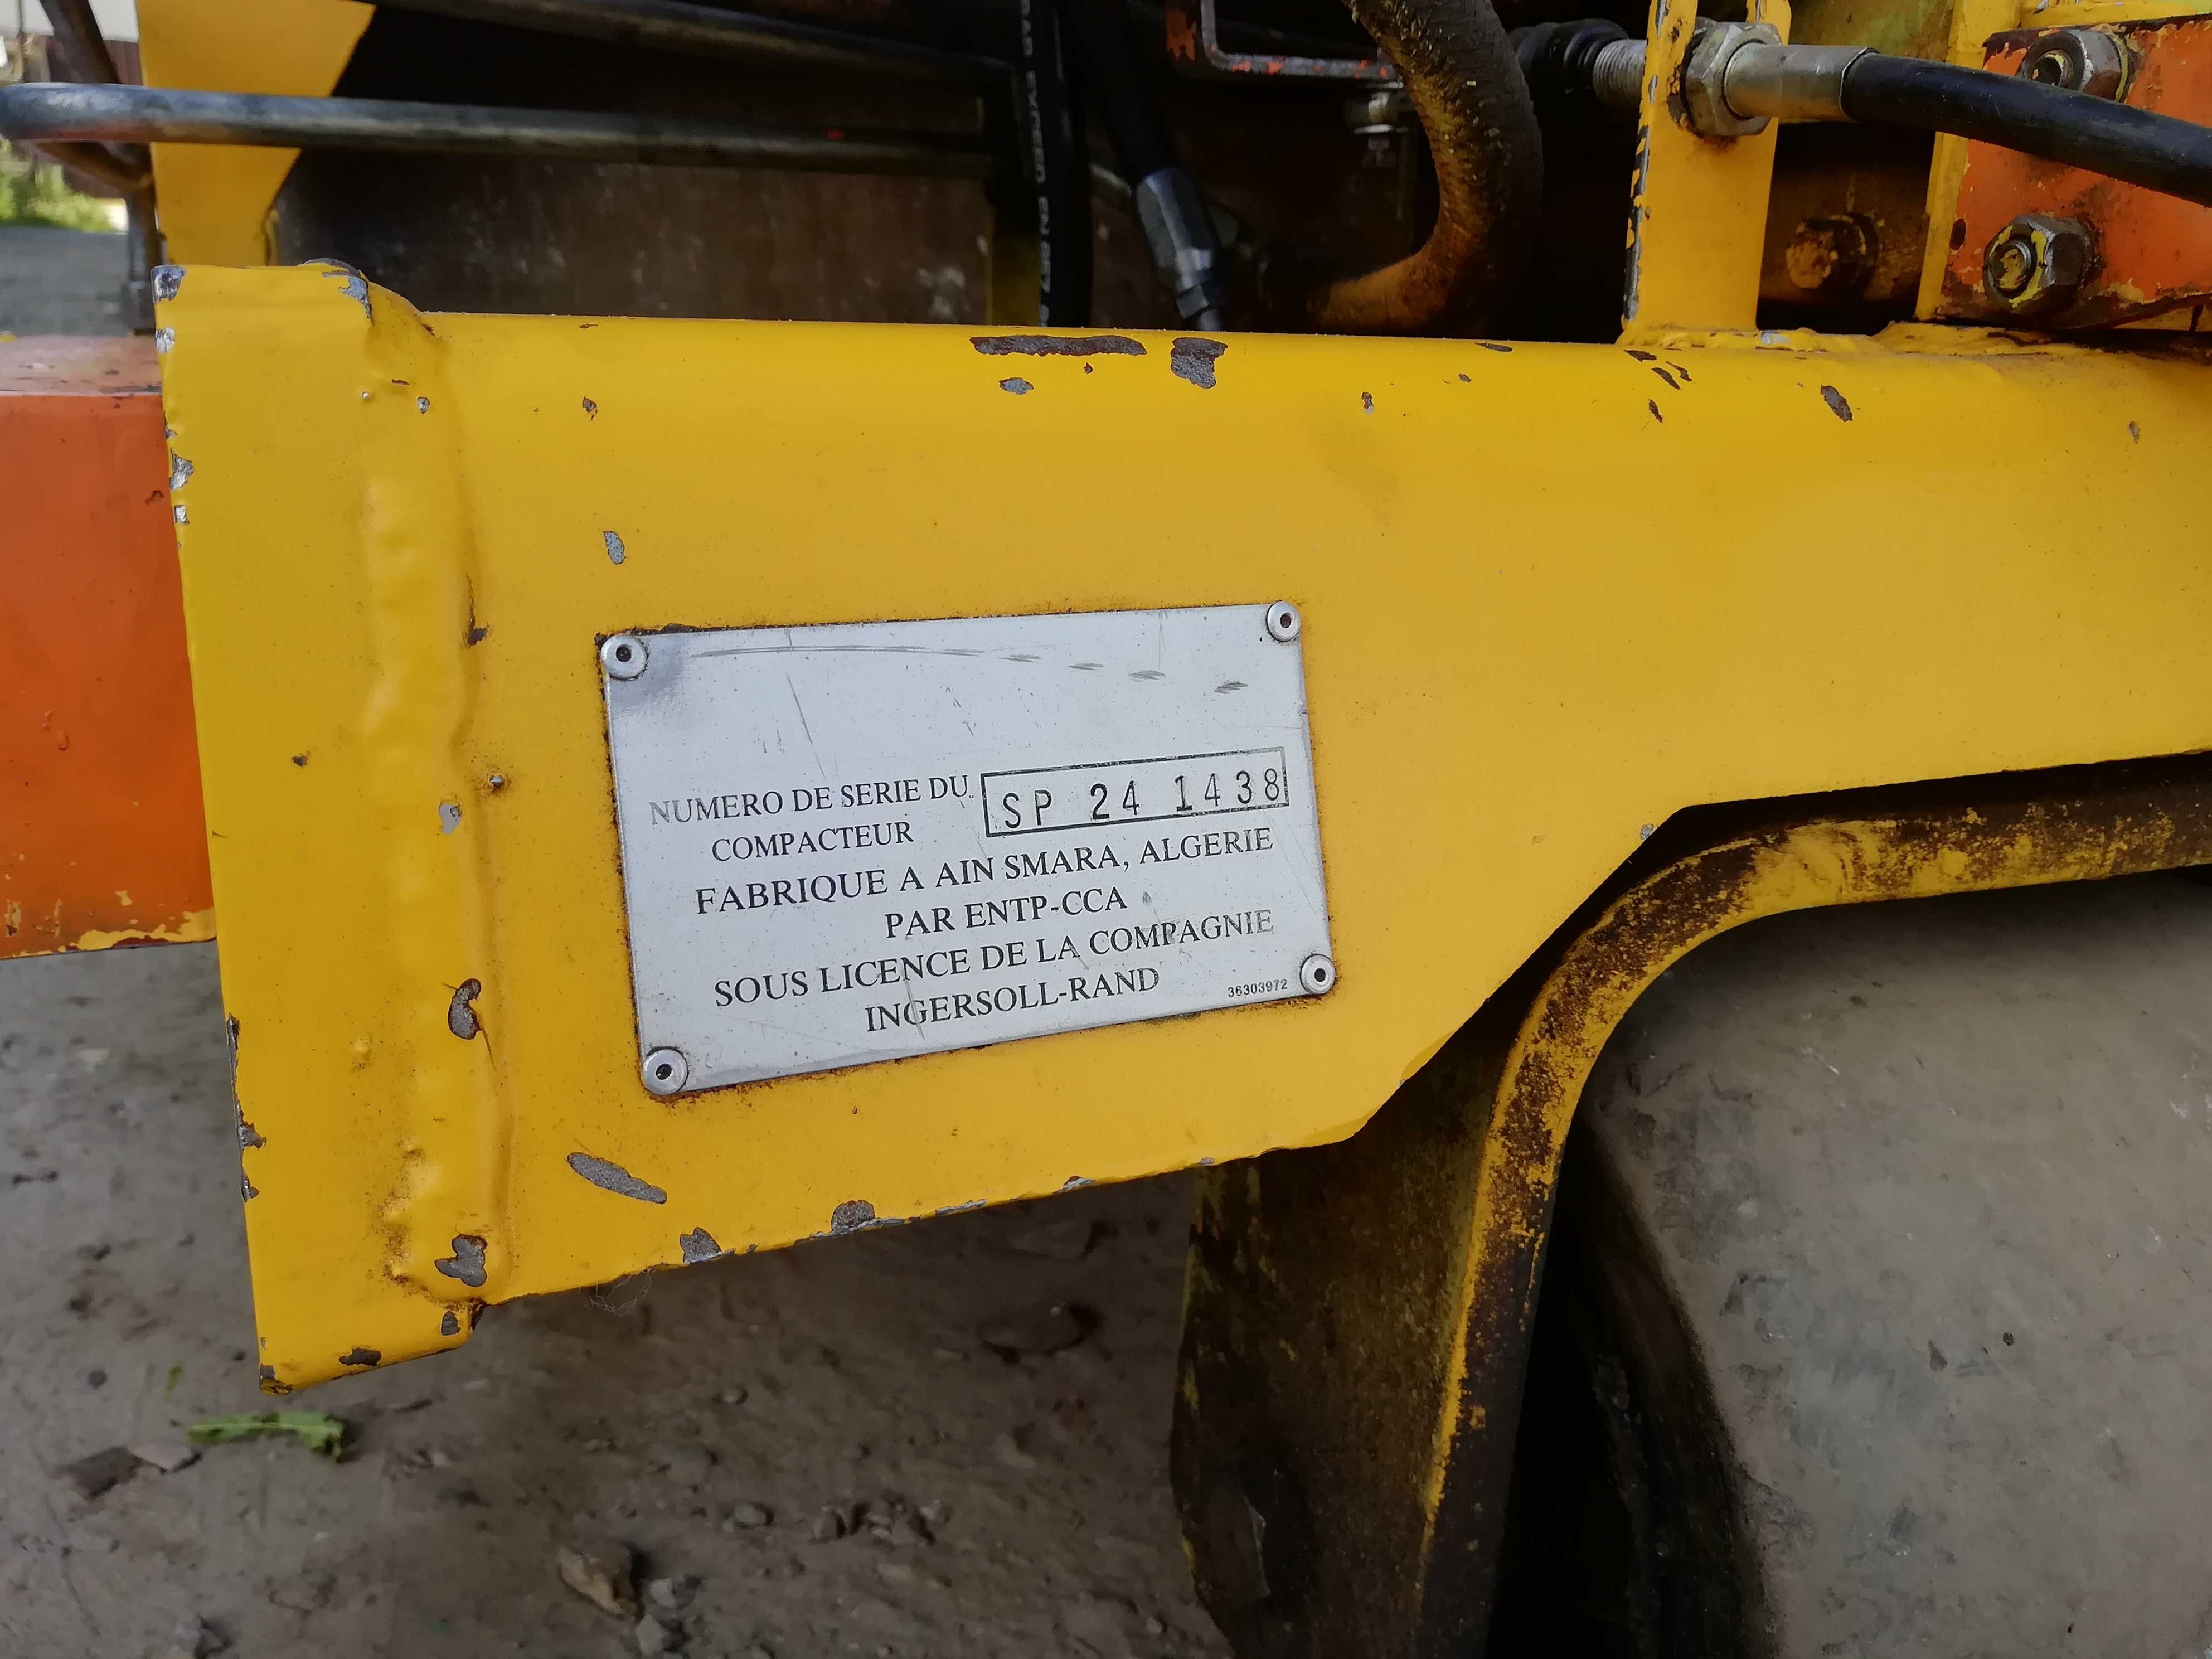 NUMERO DE SERIE DU
SP 24 1438
COMPACTEUR
FABRIQUE A AIN SMARA, ALGERIE
PAR ENTP-CCA
SOUS LICENCE DE LA COMPAGNIE
INGERSOLL-RAND
36303972